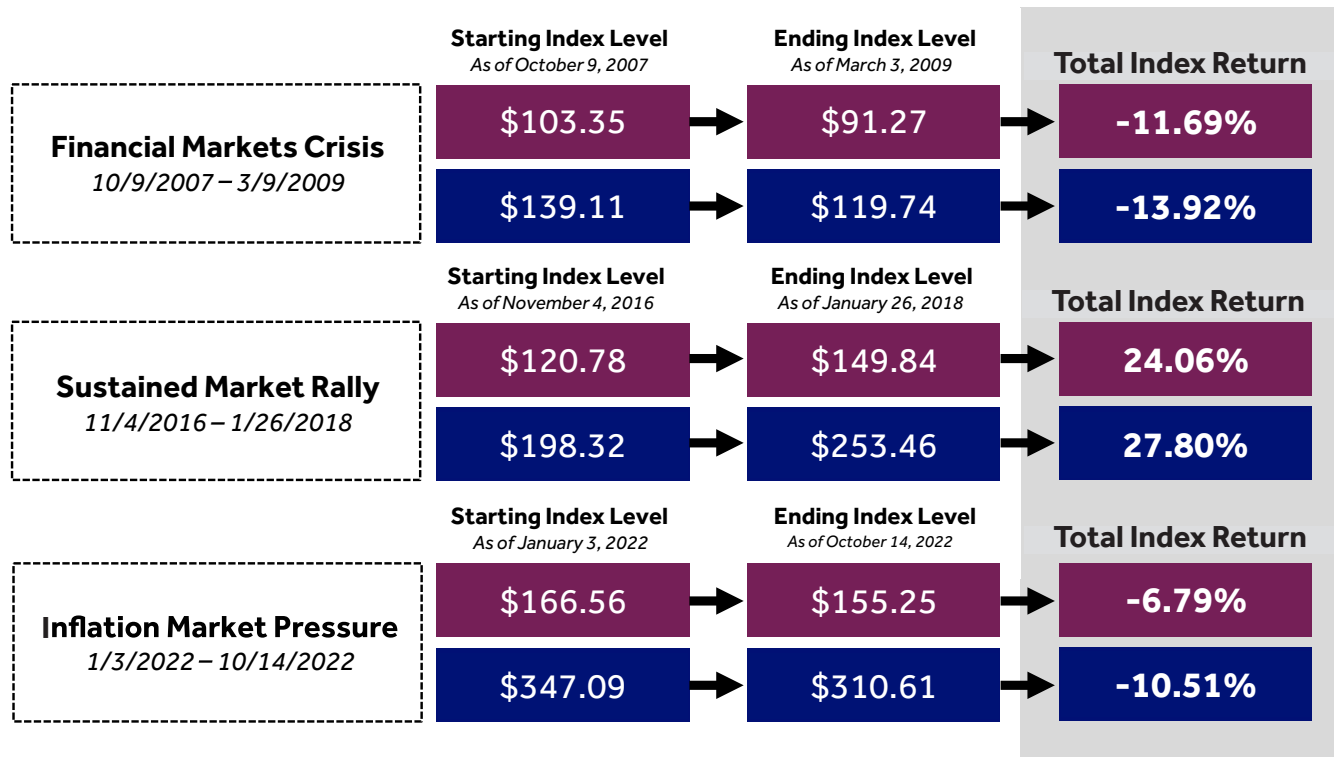 Starting Index Level
As of October 9, 2007
Ending Index Level
As of March 3, 2009
Total Index Return
Financial Markets Crisis
10/9/2007 – 3/9/2009
$103.35
$91.27
-11.69%
$139.11
$119.74
-13.92%
Starting Index Level
As of November 4, 2016
Ending Index Level
As of January 26, 2018
Total Index Return
Sustained Market Rally
11/4/2016 – 1/26/2018
$120.78
$149.84
24.06%
$198.32
$253.46
27.80%
Starting Index Level
As of January 3, 2022
Ending Index Level
As of October 14, 2022
Total Index Return
Inflation Market Pressure
1/3/2022 – 10/14/2022
$166.56
$155.25
-6.79%
$347.09
$310.61
-10.51%